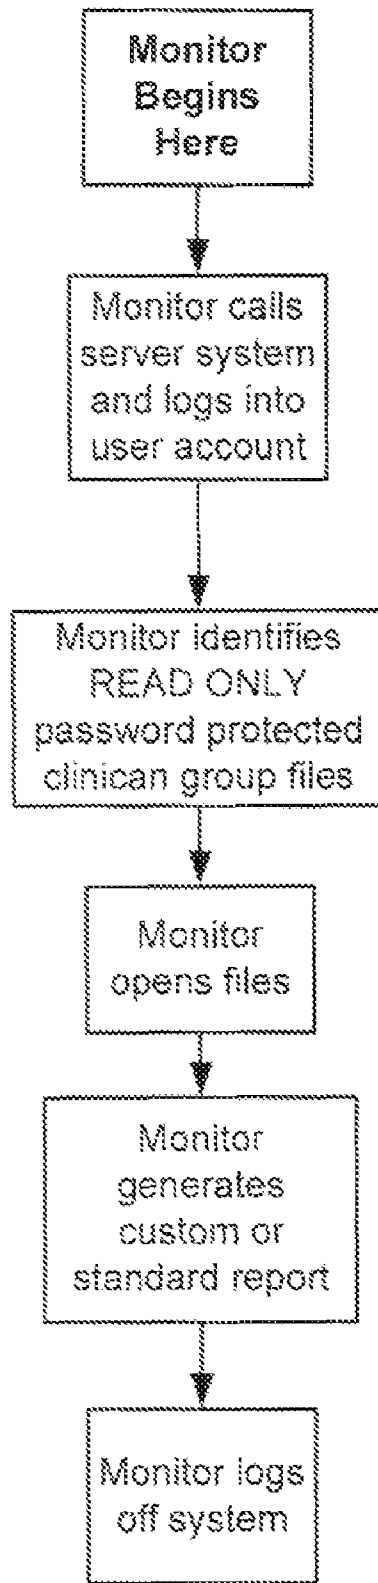 Monitor
Begins
Here
Monitor calls
server system
and logs into
user account
Monitor identifies
READ ONLY
password protected
clinican group files
Monitor
opens files
Monitor
generates
custom or
standard report
Monitor logs
off system